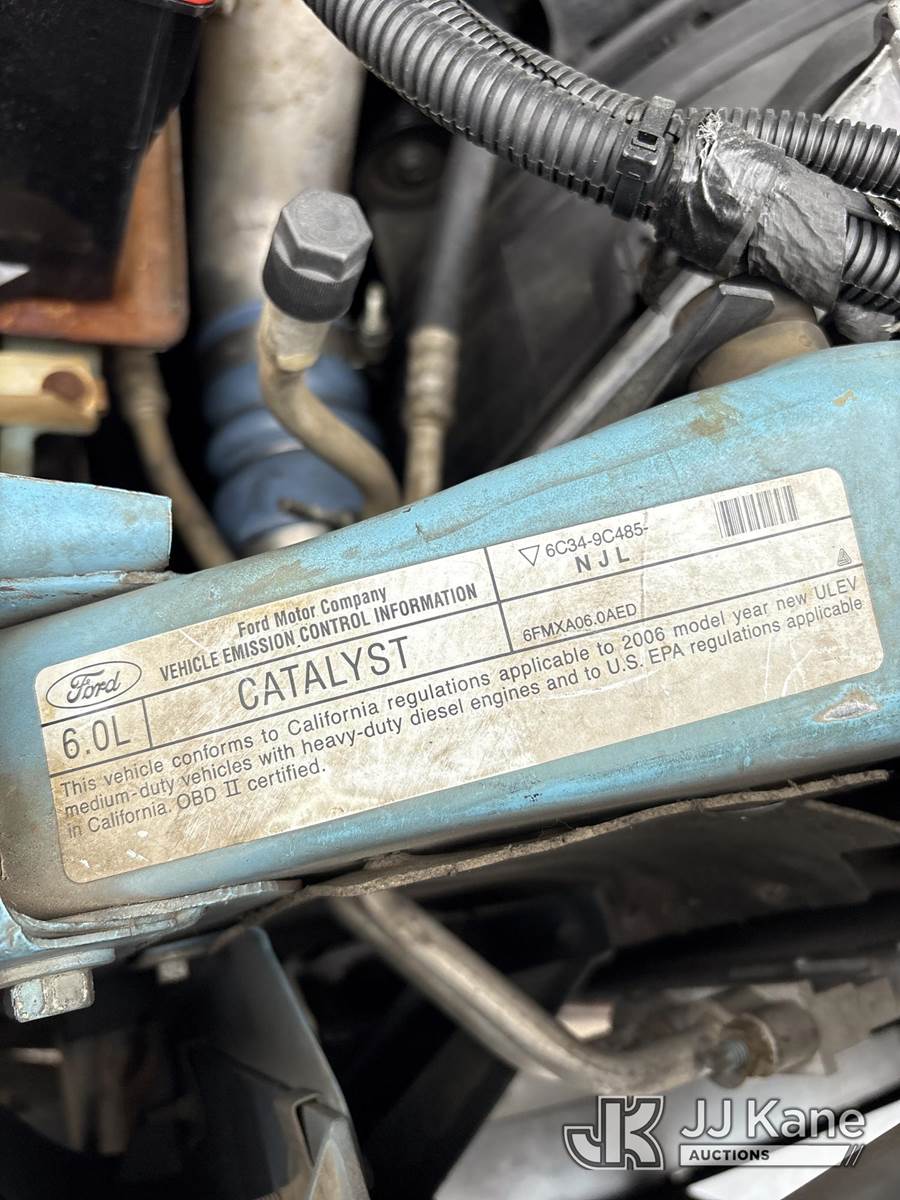 Ford
Ford Motor Company
VEHICLE EMISSION CONTROL INFORMATION
6C34-9C485-
NJL
6.0L
CATALYST
6FMXA06.0AED
This vehicle conforms to California regulations applicable to 2006 model year new ULEV
medium-duty vehicles with heavy-duty diesel engines and to U.S. EPA regulations applicable
in California. OBD II certified.
JK
JJ Kane
AUCTIONS